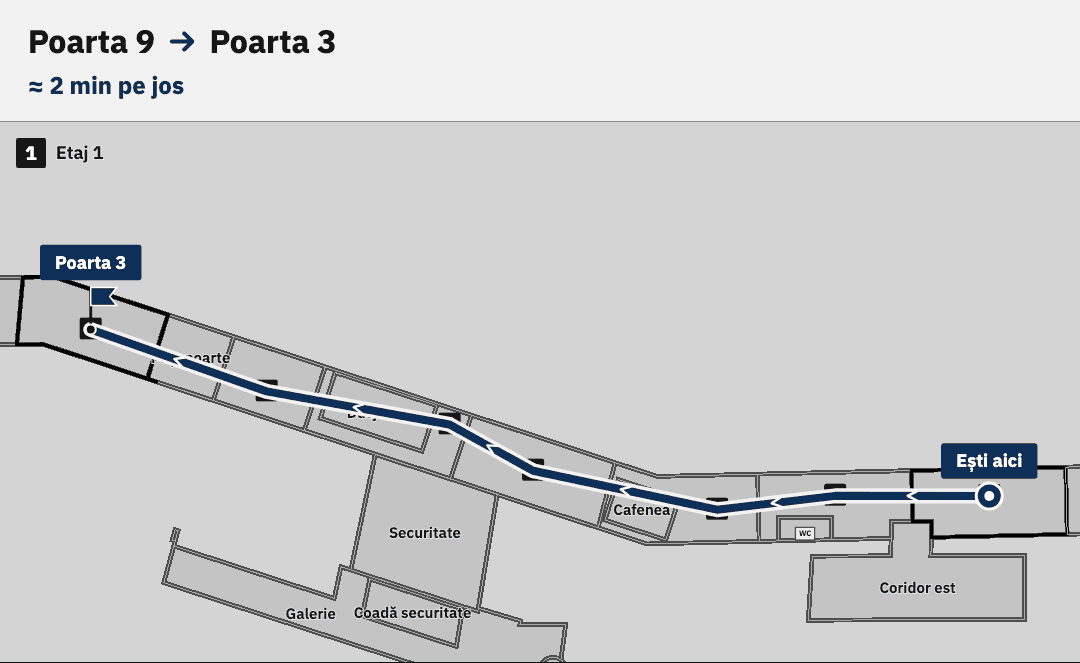 Poarta 9 → Poarta 3
≈ 2 min pe jos
1 Etaj 1
Poarta 3
Ești aici
Cafenea
WC
Securitate
Coridor est
Galerie
Coadă securitate